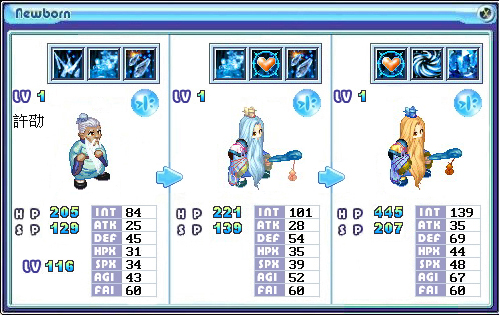 Newborn
LV 1
許劭
HP 205
SP 129
LV 116
INT 84
ATK 25
DEF 45
HPX 31
SPX 34
AGI 43
FAI 60
LV 1
HP 221
SP 139
INT 101
ATK 28
DEF 54
HPX 35
SPX 39
AGI 52
FAI 60
LV 1
HP 445
SP 207
INT 139
ATK 35
DEF 69
HPX 44
SPX 48
AGI 67
FAI 60